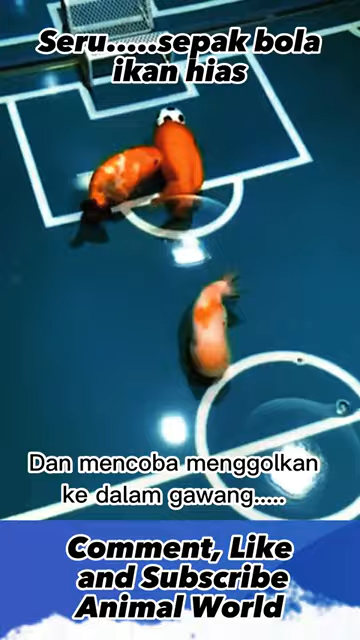 Seru.....sepak bola
ikan hias
Dan mencoba menggolkan
ke dalam gawang.....
Comment, Like
and Subscribe
Animal World